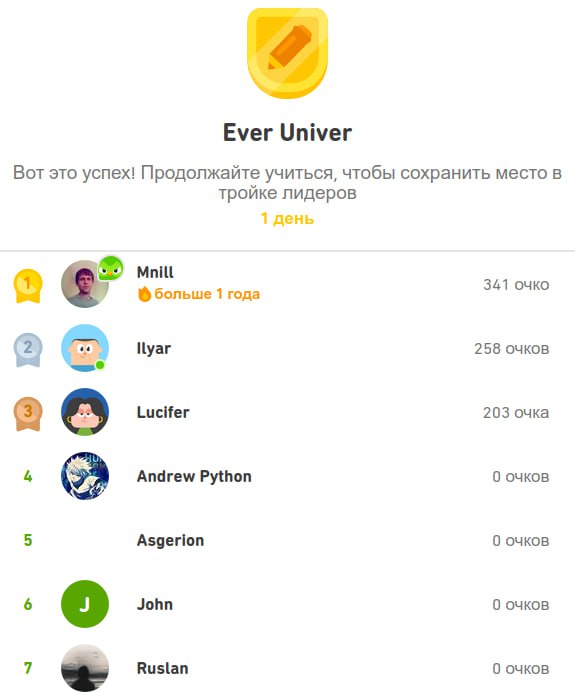 Ever Univer
Вот это успех! Продолжайте учиться, чтобы сохранить место в
тройке лидеров
1 день
1 Mnill 341 очко
больше 1 года
2 Ilyar 258 очков
3 Lucifer 203 очка
4 Andrew Python 0 очков
5 Asgerion 0 очков
6 J John 0 очков
7 Ruslan 0 очков